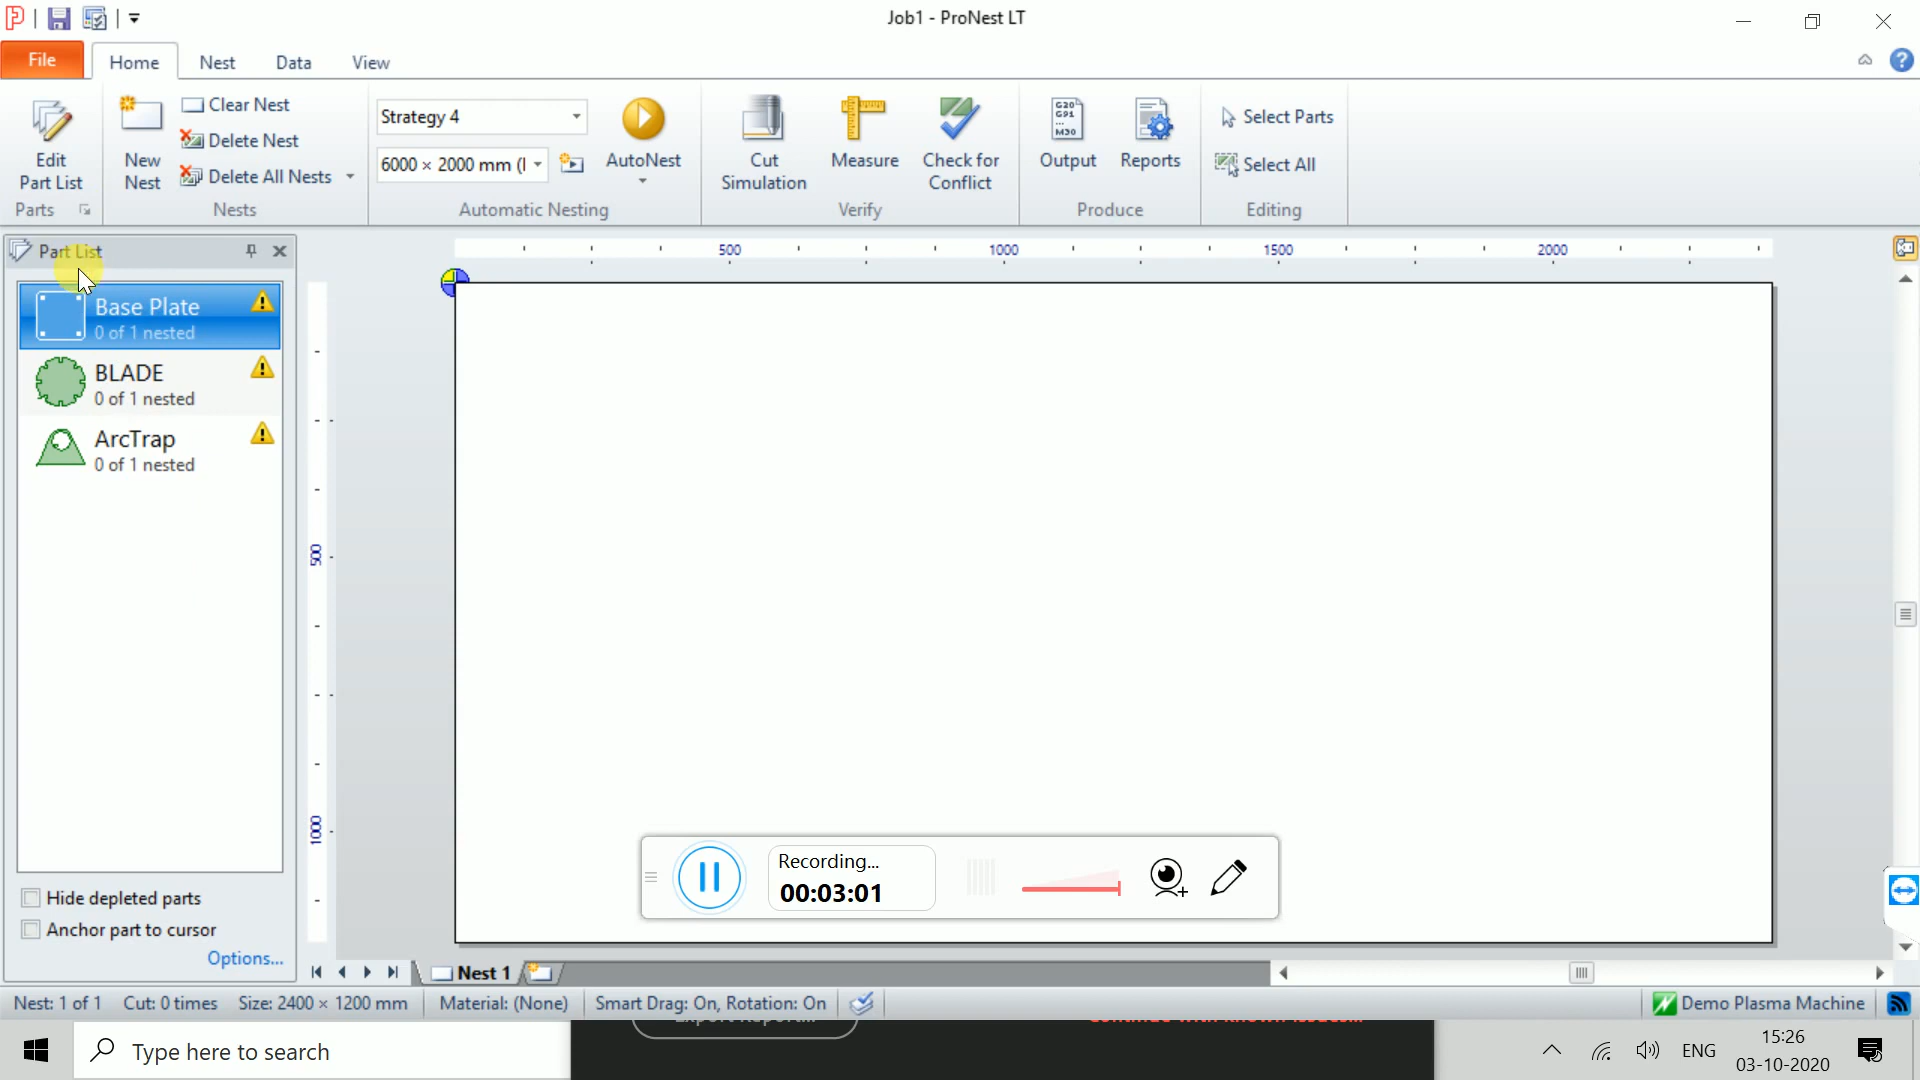 Job1 - ProNest LT
File Home Nest Data View
Edit Part List
Parts
New Nest
Clear Nest
Delete Nest
Delete All Nests
Nests
Strategy 4
6000 × 2000 mm (I
AutoNest
Automatic Nesting
Cut Simulation
Measure
Check for Conflict
Verify
G20
G91
...
M30
Output
Reports
Produce
Select Parts
Select All
Editing
Part List
Base Plate
0 of 1 nested
BLADE
0 of 1 nested
ArcTrap
0 of 1 nested
Hide depleted parts
Anchor part to cursor
Options...
500 1000 1500 2000
500
1000
Recording...
00:03:01
Nest 1
Nest: 1 of 1 Cut: 0 times Size: 2400 × 1200 mm Material: (None) Smart Drag: On, Rotation: On Demo Plasma Machine
Type here to search
ENG
15:26
03-10-2020